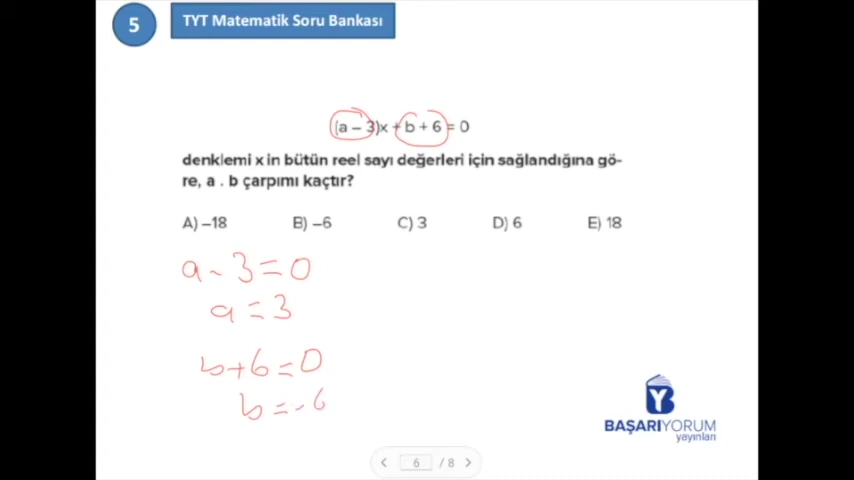 5
TYT Matematik Soru Bankası
(a – 3)x + b + 6 = 0
denklemi x in bütün reel sayı değerleri için sağlandığına gö-
re, a . b çarpımı kaçtır?
A) –18 B) –6 C) 3 D) 6 E) 18
a - 3 = 0
a = 3
b + 6 = 0
b = - 6
BY
BAŞARIYORUM
yayınları
6 / 8